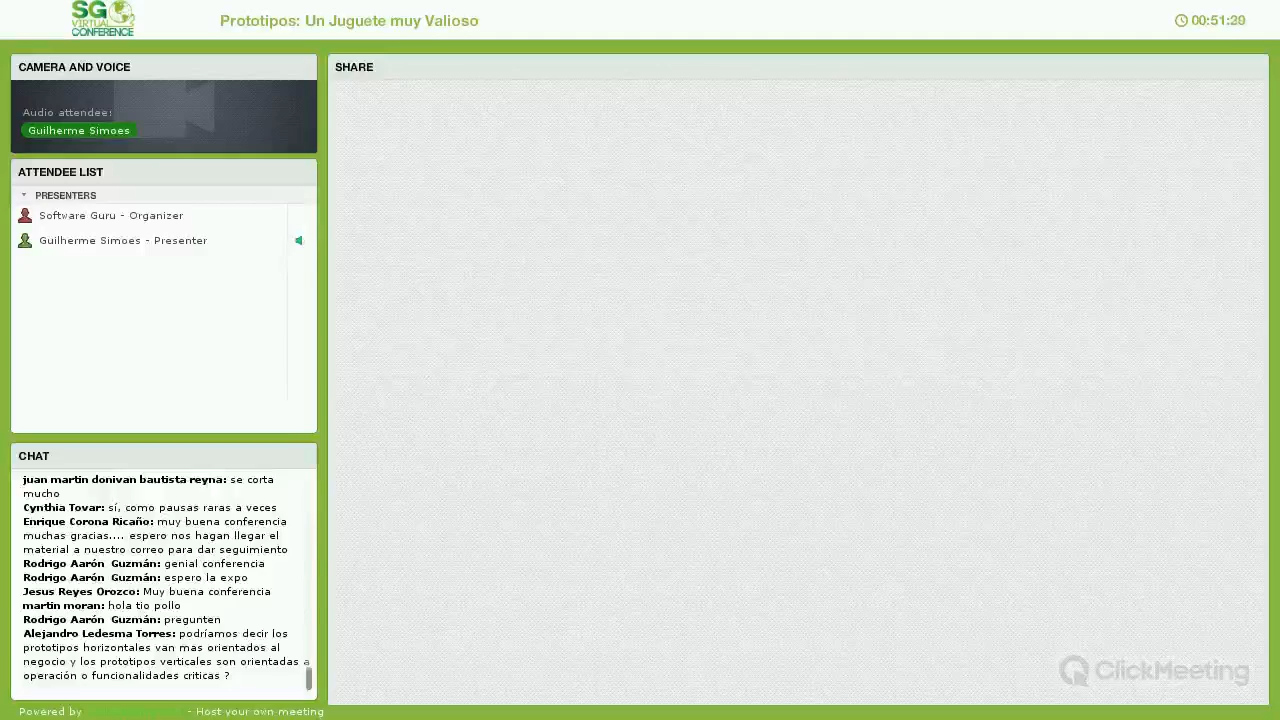 SG
VIRTUAL
CONFERENCE
Prototipos: Un Juguete muy Valioso
00:51:29
CAMERA AND VOICE
Audio attendee:
Guilherme Simoes
ATTENDEE LIST
PRESENTERS
Software Guru - Organizer
Guilherme Simoes - Presenter
CHAT
juan martin donivan bautista reyna: se corta
mucho
Cynthia Tovar: sí, como pausas raras a veces
Enrique Corona Ricaño: muy buena conferencia
muchas gracias.... espero nos hagan llegar el
material a nuestro correo para dar seguimiento
Rodrigo Aarón Guzmán: genial conferencia
Rodrigo Aarón Guzmán: espero la expo
Jesus Reyes Orozco: Muy buena conferencia
martin moran: hola tio pollo
Rodrigo Aarón Guzmán: pregunten
Alejandro Ledesma Torres: podríamos decir los
prototipos horizontales van mas orientados al
negocio y los prototipos verticales son orientadas a
operación o funcionalidades criticas ?
Powered by - Host your own meeting
SHARE
ClickMeeting